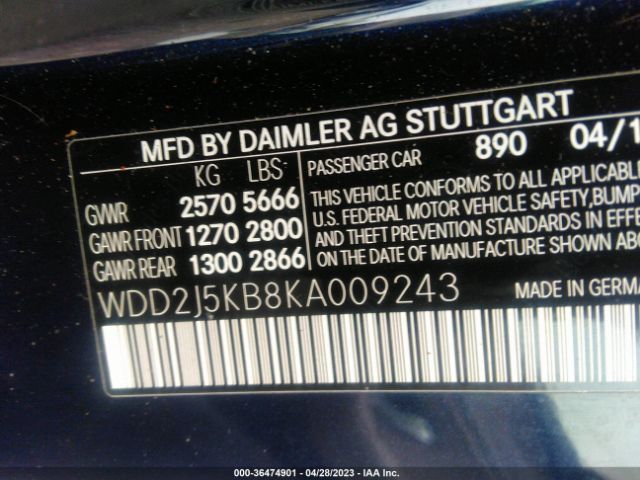 MFD BY DAIMLER AG STUTTGART
KG LBS-
GVWR 2570 5666
GAWR FRONT 1270 2800
GAWR REAR 1300 2866
PASSENGER CAR 890 04/1
THIS VEHICLE CONFORMS TO ALL APPLICABLE
U.S. FEDERAL MOTOR VEHICLE SAFETY,BUMP
AND THEFT PREVENTION STANDARDS IN EFFE
ON THE DATE OF MANUFACTURE SHOWN ABO
WDD2J5KB8KA009243 MADE IN GERMA
000-36474901 - 04/28/2023 - IAA Inc.